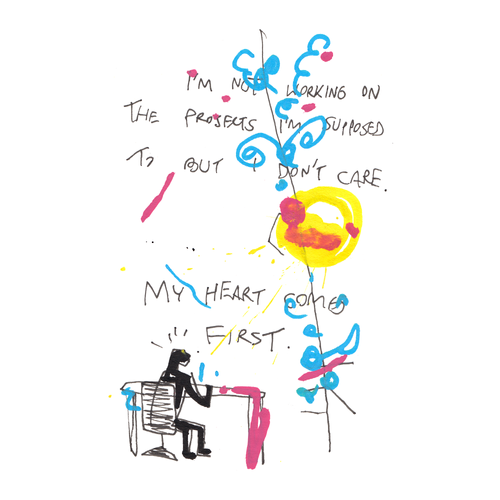 I'M NOT WORKING ON
THE PROJECTS I'M SUPPOSED
TO BUT I DON'T CARE.
MY HEART COMES
FIRST.